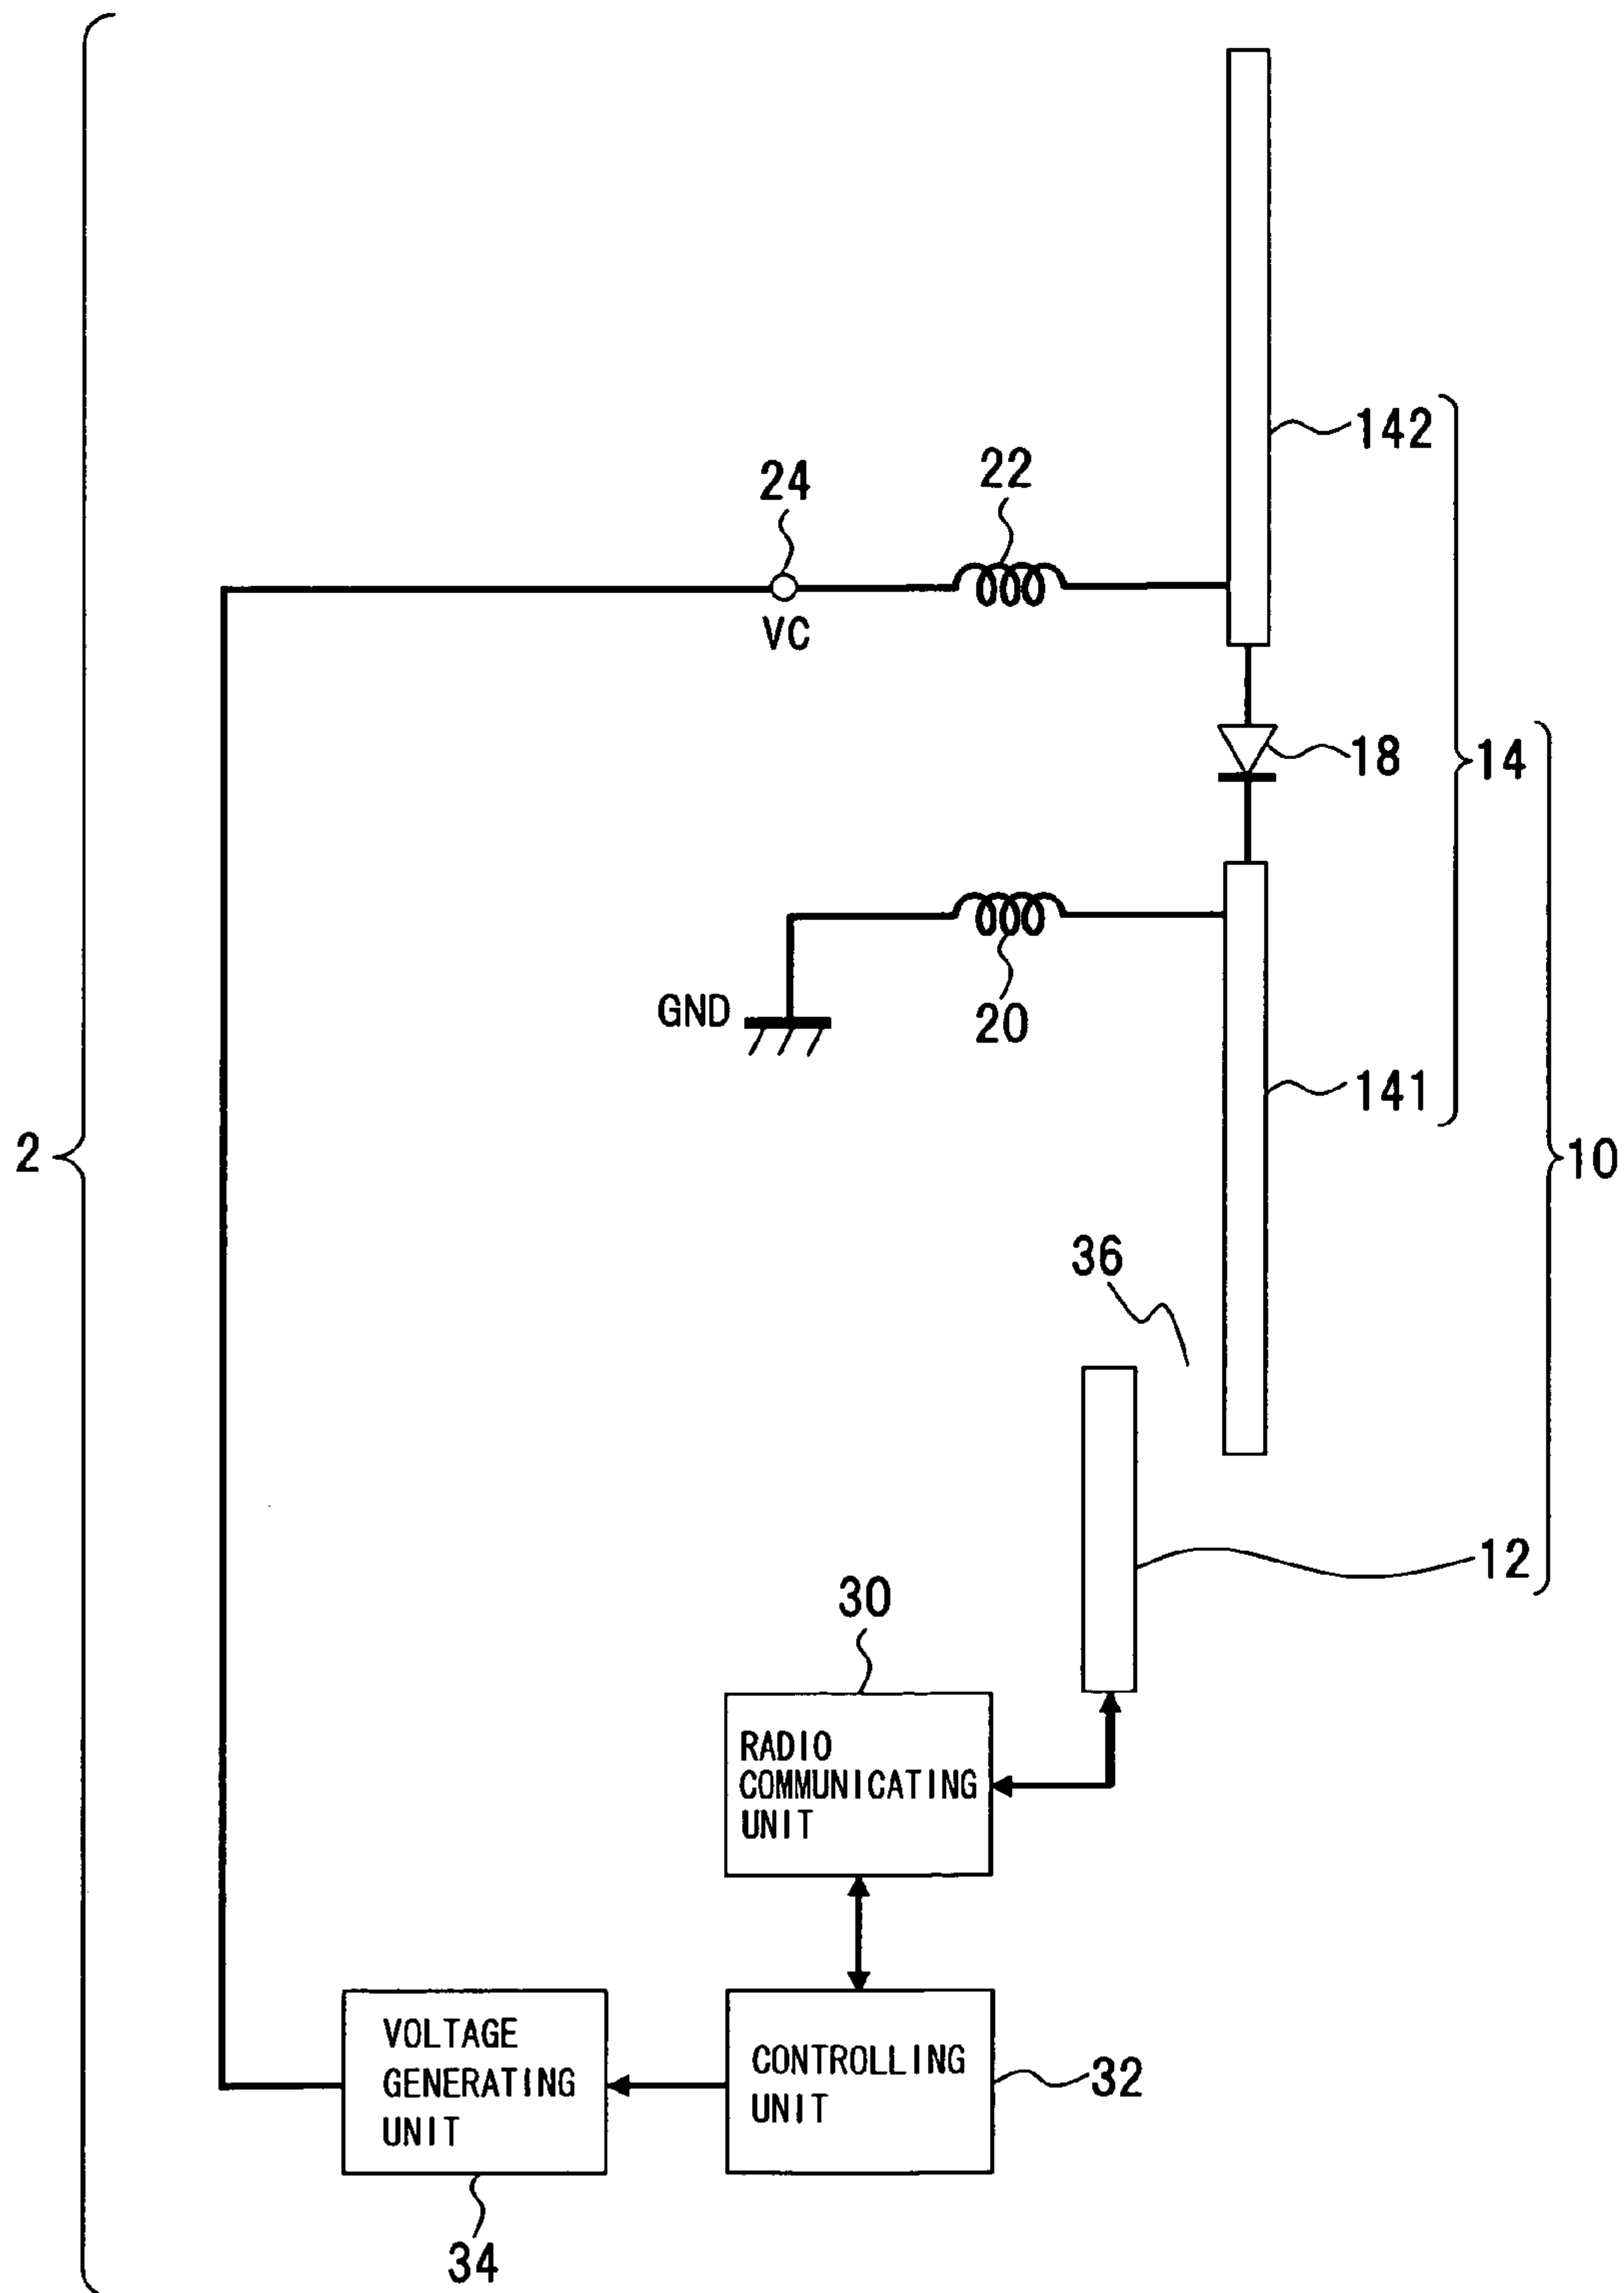 142
22
24
VC
18
14
GND
20
141
2
10
36
12
30
RADIO
COMMUNICATING
UNIT
VOLTAGE
GENERATING
UNIT
CONTROLLING
UNIT
32
34